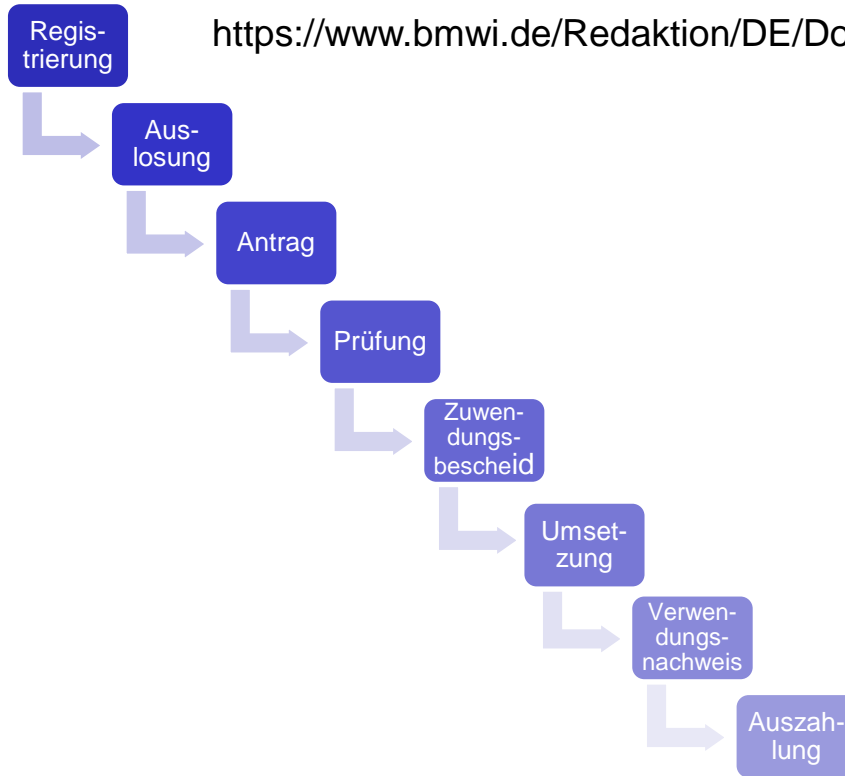 Regis-
trierung
https://www.bmwi.de/Redaktion/DE/Do
Aus-
losung
Antrag
Prüfung
Zuwen-
dungs-
bescheid
Umset-
zung
Verwen-
dungs-
nachweis
Auszah-
lung